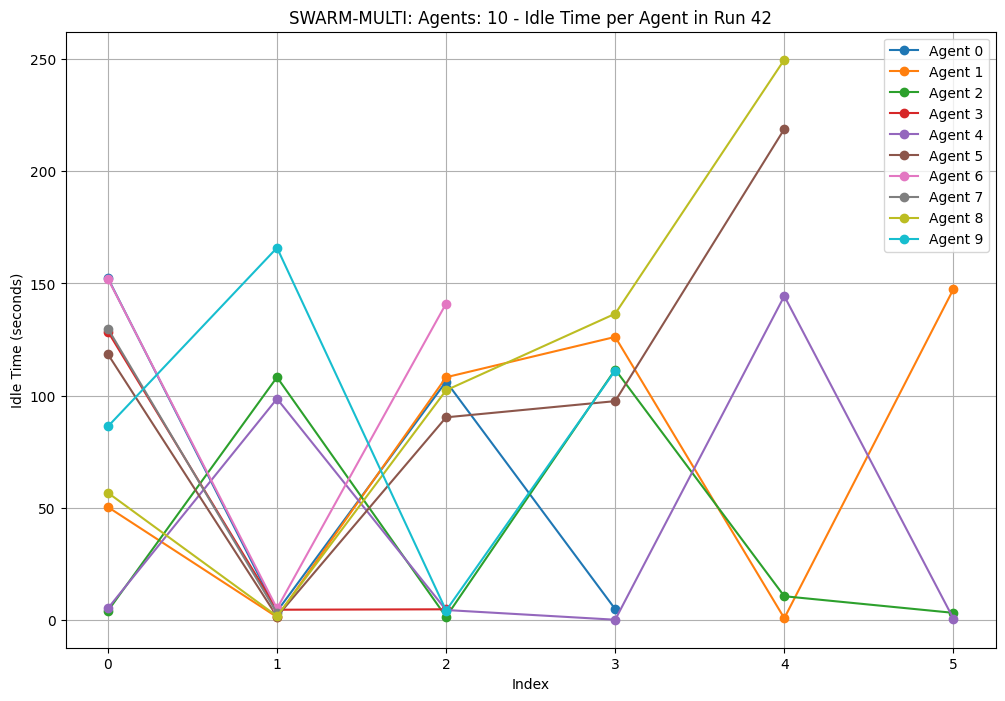 SWARM-MULTI: Agents: 10 - Idle Time per Agent in Run 42
Idle Time (seconds)
250
200
150
100
50
0
0 1 2 3 4 5
Index
Agent 0
Agent 1
Agent 2
Agent 3
Agent 4
Agent 5
Agent 6
Agent 7
Agent 8
Agent 9